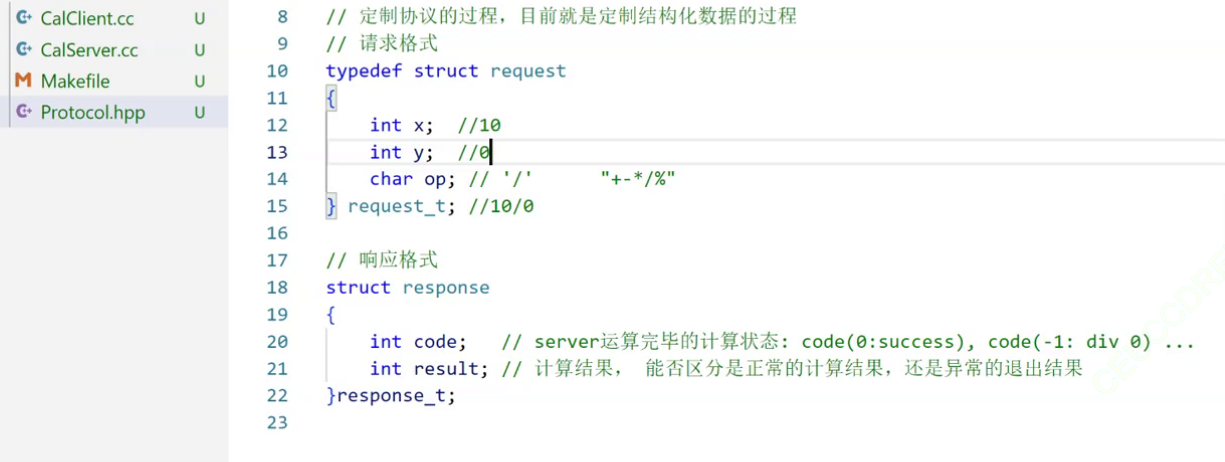 CalClient.cc U
CalServer.cc U
Makefile U
Protocol.hpp U
8 // 定制协议的过程，目前就是定制结构化数据的过程
9 // 请求格式
10 typedef struct request
11 {
12 int x; //10
13 int y; //0
14 char op; // '/' "+-*/%"
15 } request_t; //10/0
16
17 // 响应格式
18 struct response
19 {
20 int code; // server运算完毕的计算状态: code(0:success), code(-1: div 0) ...
21 int result; // 计算结果， 能否区分是正常的计算结果，还是异常的退出结果
22 }response_t;
23